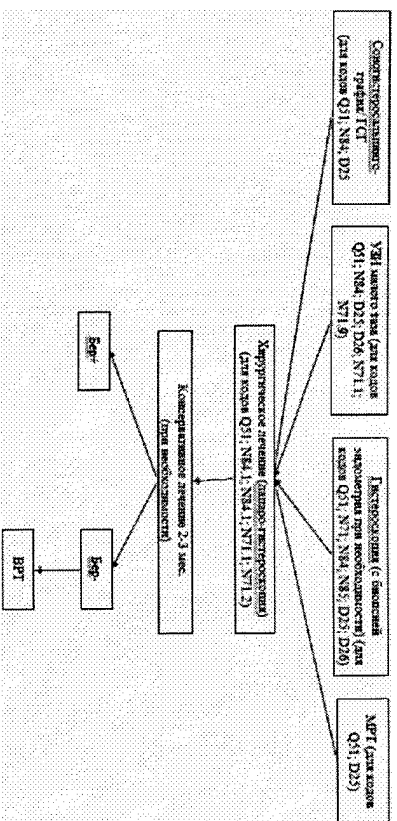 Соногистеросальпинго-
графия/ ГСГ
(для кодов Q51; N84; D25
УЗИ малого таза (для кодов
Q51; N84; D25; D26; N71.1;
N71.9)
Гистероскопия (с биопсией
эндометрия при необходимости) (для
кодов Q51; N71; N84; N85; D25; D26)
МРТ (для кодов
Q51; D25)
Хирургическое лечение (лапаро-гистероскопия)
(для кодов Q51; N84.1; N84.1; N71.1; N71.2)
Консервативное лечение 2-3 мес.
(при необходимости)
Бер+
Бер-
ВРТ